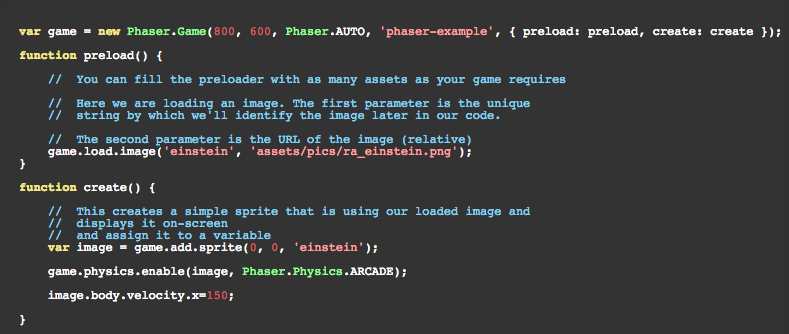 var game = new Phaser.Game(800, 600, Phaser.AUTO, 'phaser-example', { preload: preload, create: create });
function preload() {
//  You can fill the preloader with as many assets as your game requires
//  Here we are loading an image. The first parameter is the unique
//  string by which we'll identify the image later in our code.
//  The second parameter is the URL of the image (relative)
game.load.image('einstein', 'assets/pics/ra_einstein.png');
}
function create() {
//  This creates a simple sprite that is using our loaded image and
//  displays it on-screen
//  and assign it to a variable
var image = game.add.sprite(0, 0, 'einstein');
game.physics.enable(image, Phaser.Physics.ARCADE);
image.body.velocity.x=150;
}